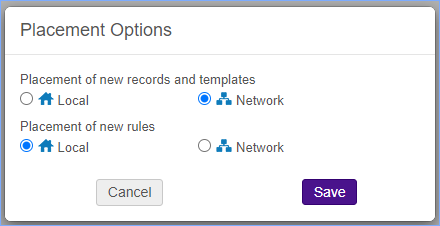 Placement Options
Placement of new records and templates
Local Network
Placement of new rules
Local Network
Cancel Save